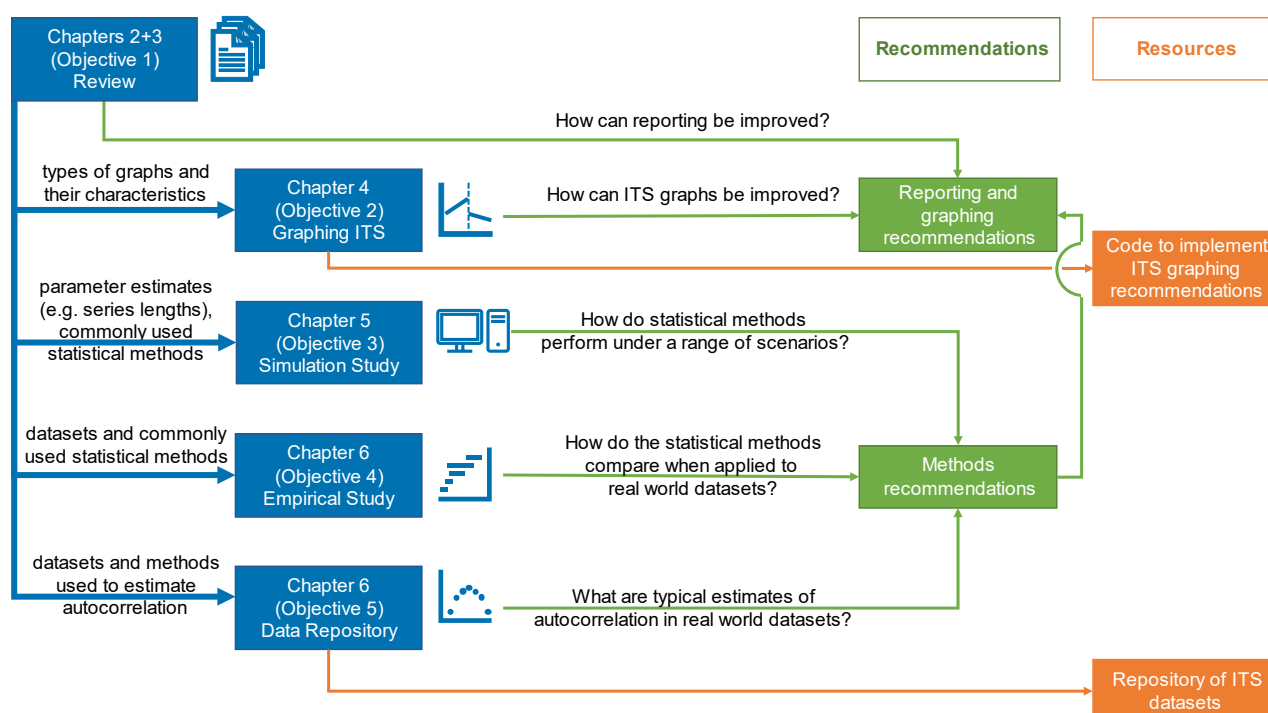 Chapters 2+3
(Objective 1)
Review
Recommendations
Resources
How can reporting be improved?
types of graphs and
their characteristics
Chapter 4
(Objective 2)
Graphing ITS
How can ITS graphs be improved?
Reporting and
graphing
recommendations
Code to implement
ITS graphing
recommendations
parameter estimates
(e.g. series lengths),
commonly used
statistical methods
Chapter 5
(Objective 3)
Simulation Study
How do statistical methods
perform under a range of scenarios?
datasets and commonly
used statistical methods
Chapter 6
(Objective 4)
Empirical Study
How do the statistical methods
compare when applied to
real world datasets?
Methods
recommendations
datasets and methods
used to estimate
autocorrelation
Chapter 6
(Objective 5)
Data Repository
What are typical estimates of
autocorrelation in real world datasets?
Repository of ITS
datasets